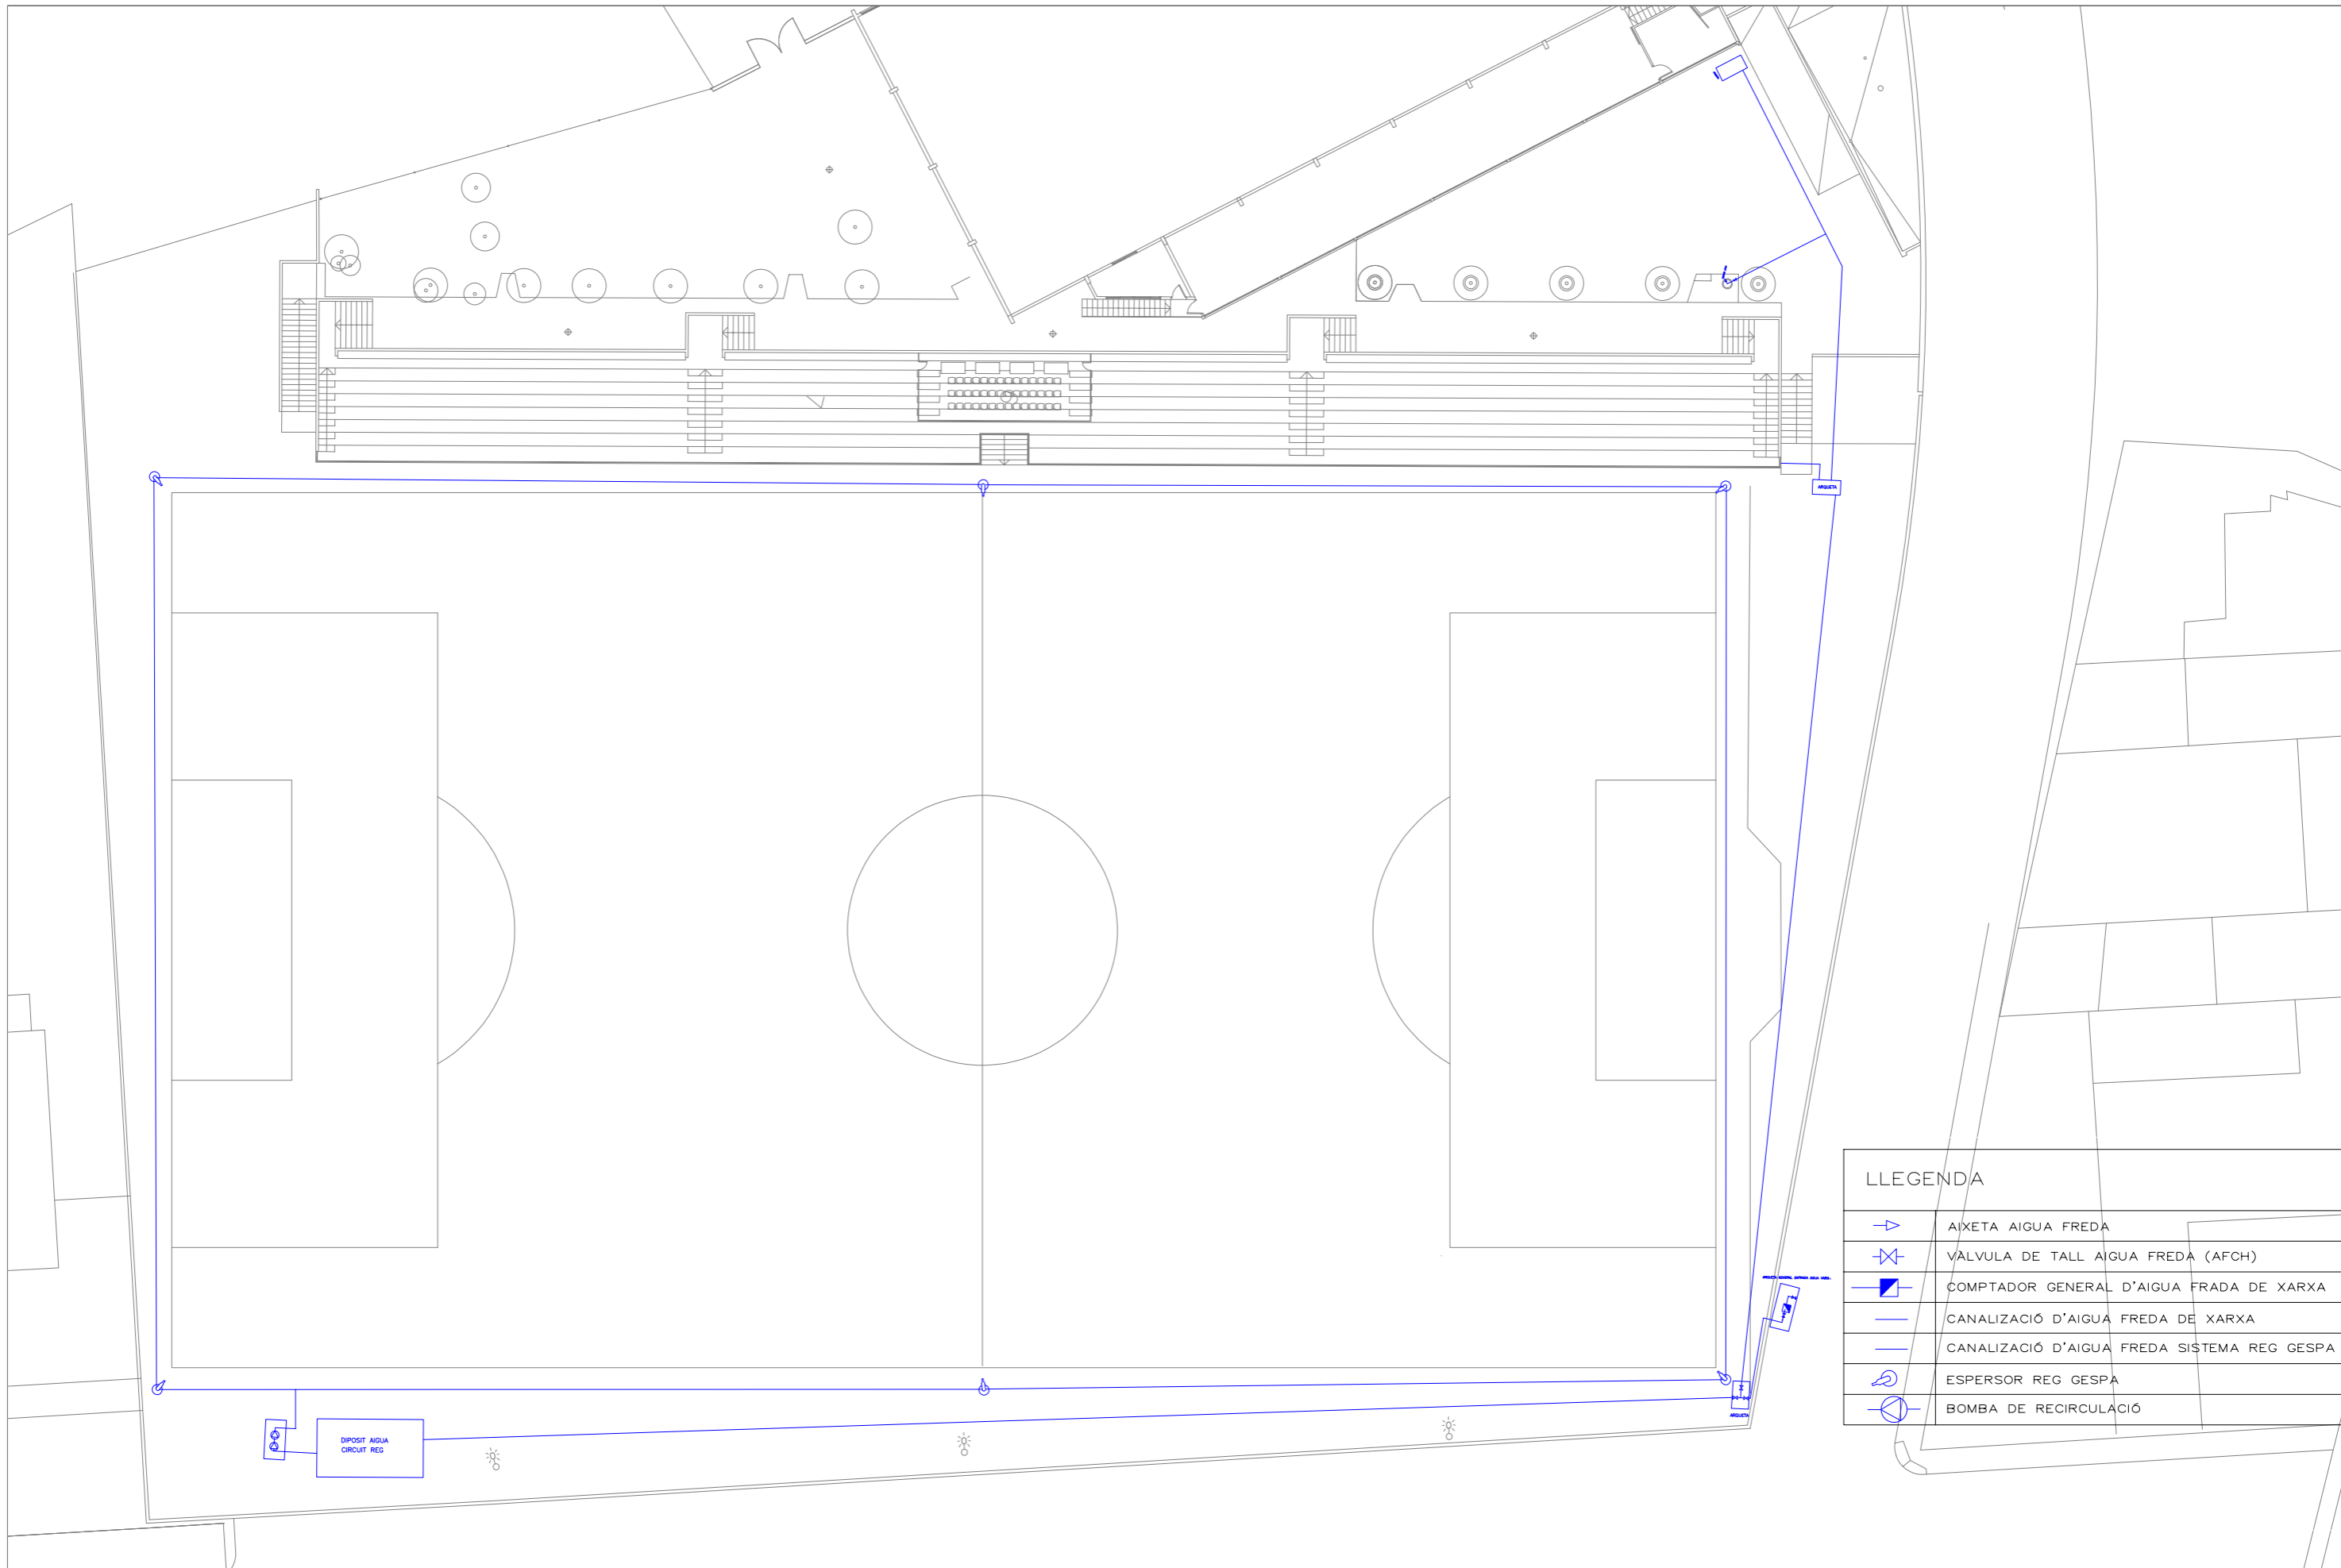 ARQUETA
LLEGENDA
AIXETA AIGUA FREDA
VÀLVULA DE TALL AIGUA FREDA (AFCH)
COMPTADOR GENERAL D'AIGUA FRADA DE XARXA
CANALIZACIÓ D'AIGUA FREDA DE XARXA
CANALIZACIÓ D'AIGUA FREDA SISTEMA REG GESPA
ESPERSOR REG GESPA
BOMBA DE RECIRCULACIÓ
ARQUETA
DIPOSIT AIGUA
CIRCUIT REG